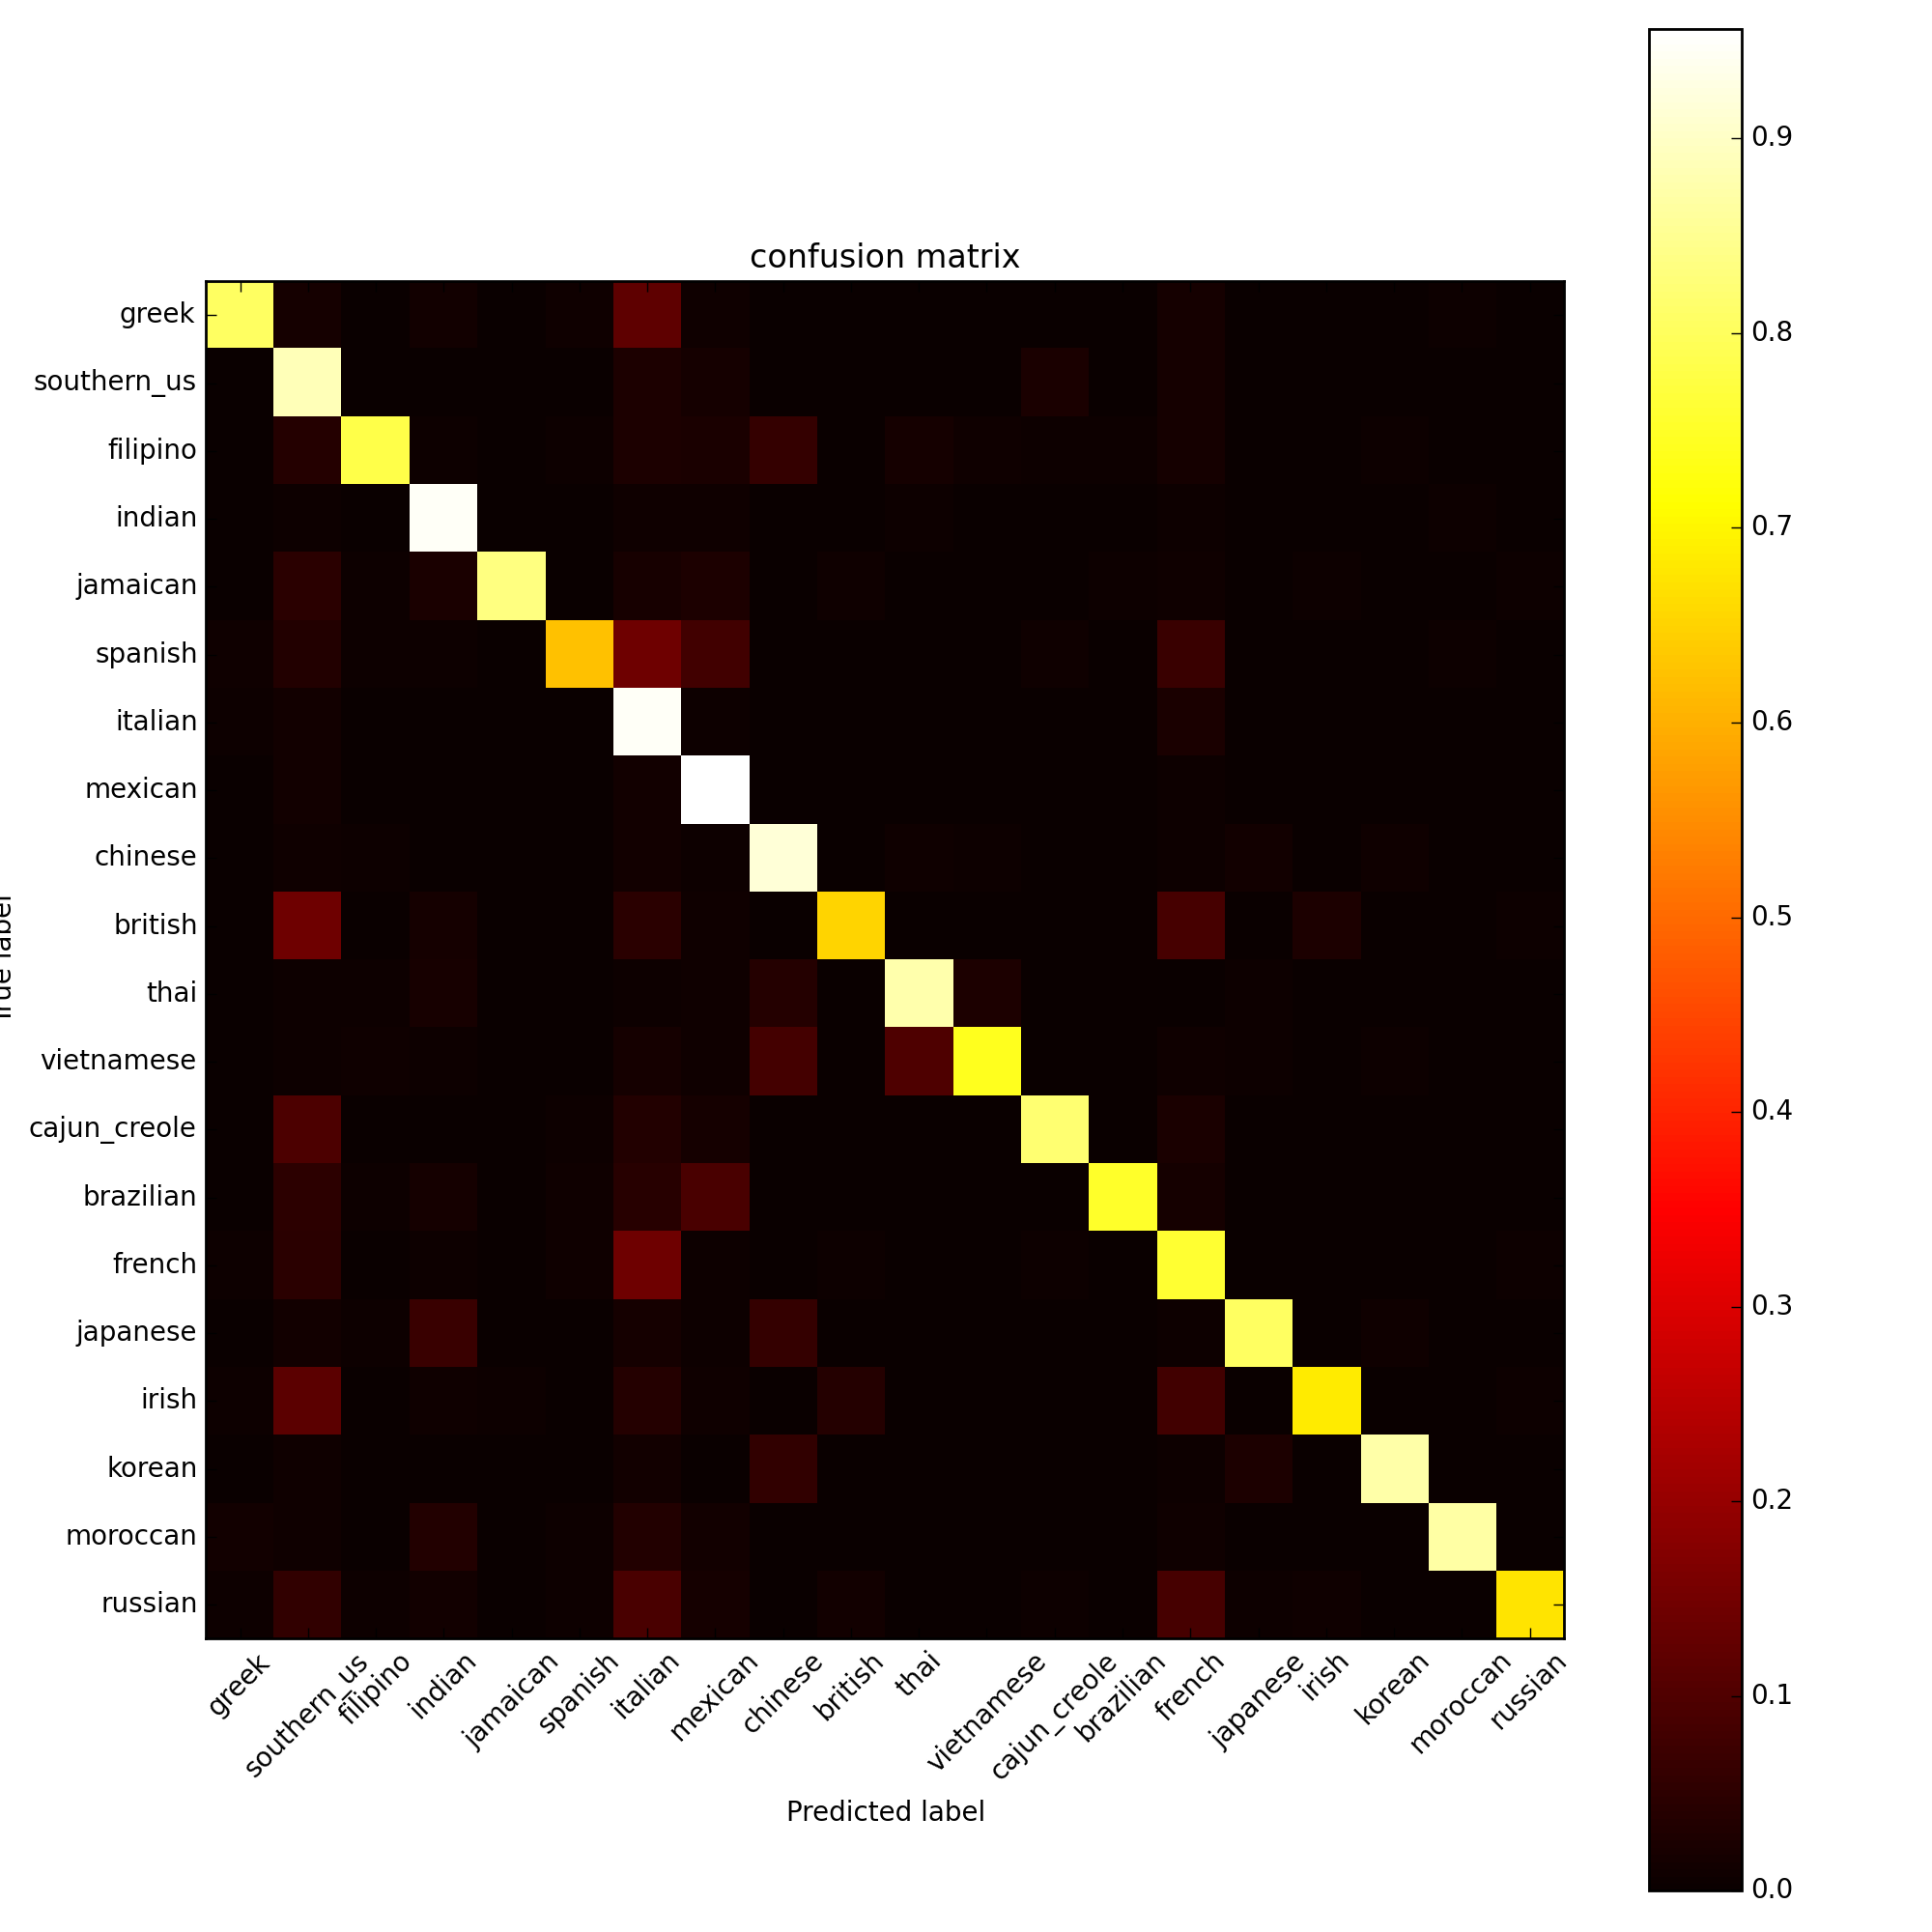 confusion matrix
greek
southern_us
filipino
indian
jamaican
spanish
italian
mexican
chinese
british
thai
vietnamese
cajun_creole
brazilian
french
japanese
irish
korean
moroccan
russian
True label
greek
southern_us
filipino
indian
jamaican
spanish
italian
mexican
chinese
british
thai
vietnamese
cajun_creole
brazilian
french
japanese
irish
korean
moroccan
russian
Predicted label
0.9
0.8
0.7
0.6
0.5
0.4
0.3
0.2
0.1
0.0